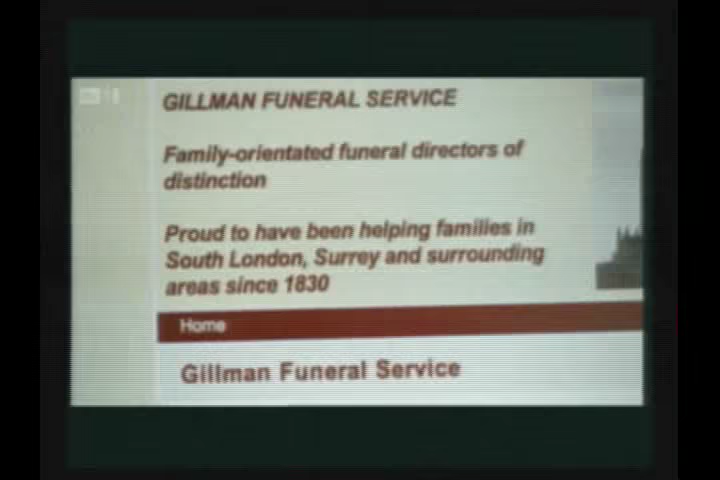 GILLMAN FUNERAL SERVICE
Family-orientated funeral directors of
distinction
Proud to have been helping families in
South London, Surrey and surrounding
areas since 1830
Home
Gillman Funeral Service